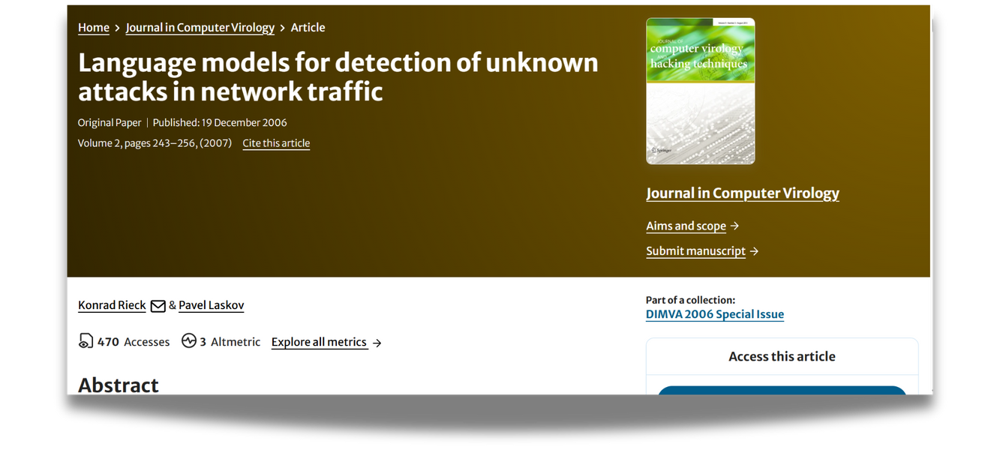 Home > Journal in Computer Virology > Article
Language models for detection of unknown
attacks in network traffic
Original Paper | Published: 19 December 2006
Volume 2, pages 243–256, (2007) Cite this article
JOURNAL OF
computer virology
AND
hacking techniques
Springer
Journal in Computer Virology
Aims and scope →
Submit manuscript →
Konrad Rieck & Pavel Laskov
470 Accesses 3 Altmetric Explore all metrics →
Abstract
Part of a collection:
DIMVA 2006 Special Issue
Access this article